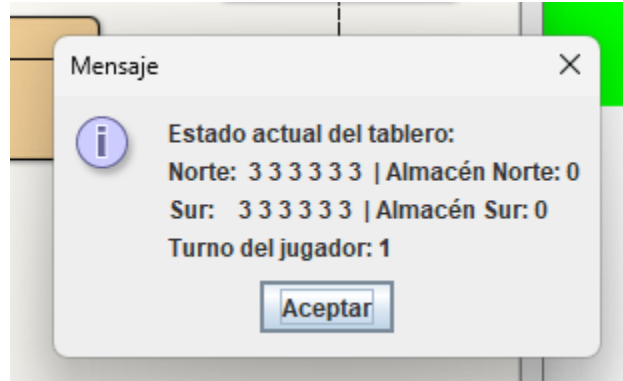 Mensaje
Estado actual del tablero:
Norte: 3 3 3 3 3 3 | Almacén Norte: 0
Sur: 3 3 3 3 3 3 | Almacén Sur: 0
Turno del jugador: 1
Aceptar